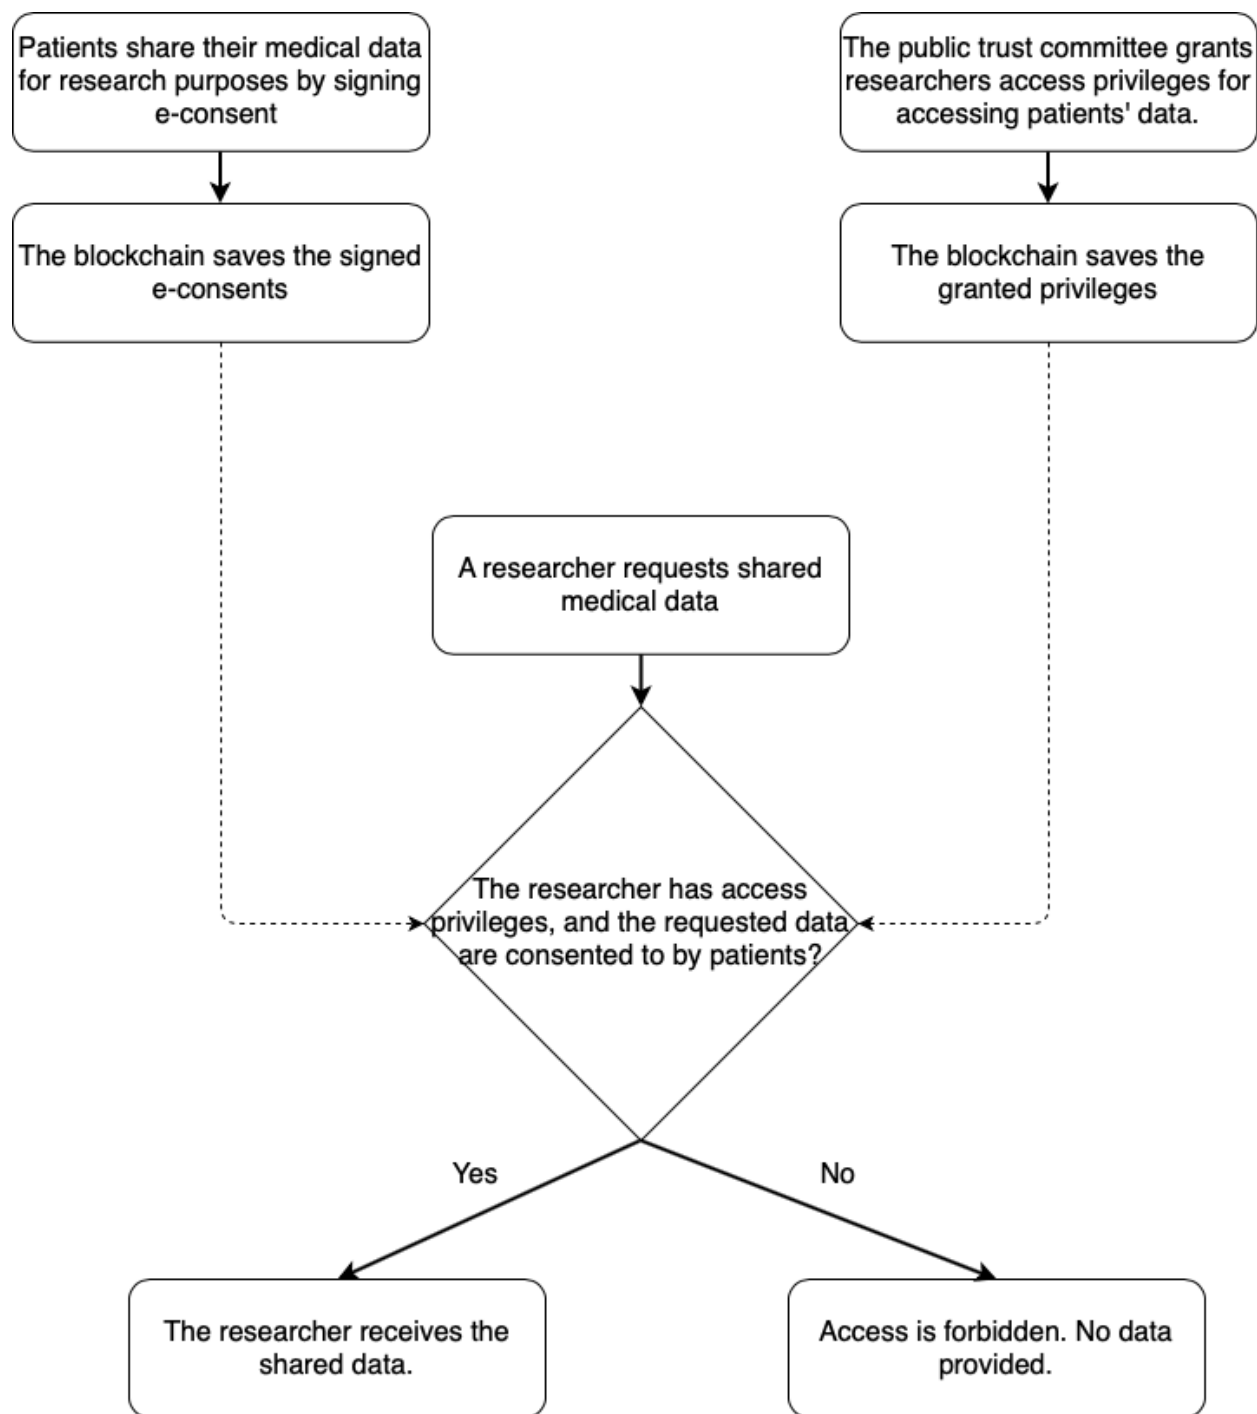 Patients share their medical data
for research purposes by signing
e-consent
The public trust committee grants
researchers access privileges for
accessing patients' data.
The blockchain saves the signed
e-consents
The blockchain saves the
granted privileges
A researcher requests shared
medical data
The researcher has access
privileges, and the requested data
are consented to by patients?
Yes
No
The researcher receives the
shared data.
Access is forbidden. No data
provided.